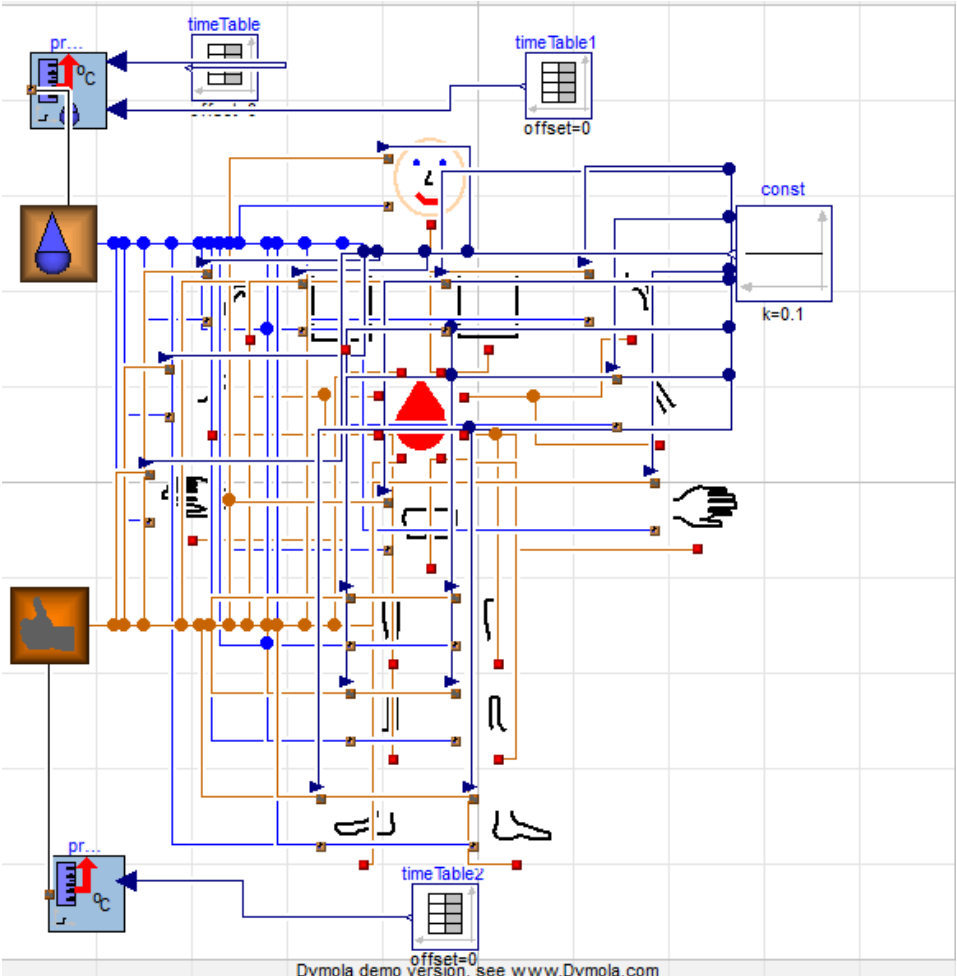 timeTable
pr...
timeTable1
°C
offset=0
const
k=0.1
pr...
°C
timeTable2
offset=0
Dymola demo version, see www.Dymola.com